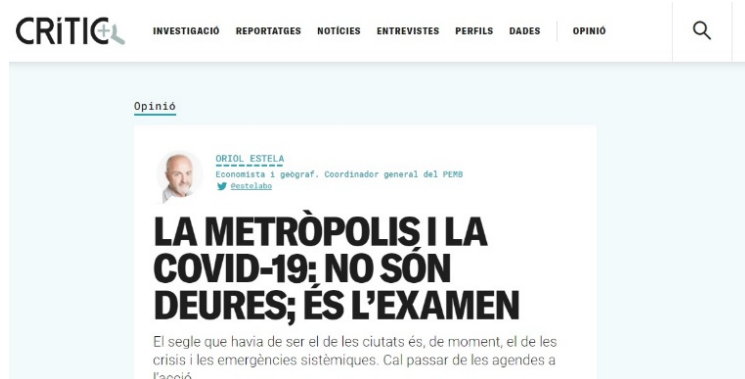 CRÍTIC
INVESTIGACIÓ REPORTATGES NOTÍCIES ENTREVISTES PERFILS DADES OPINIÓ
Opinió
ORIOL ESTELA
Economista i geògraf. Coordinador general del PEMB
@estelabo
LA METRÒPOLIS I LA
COVID-19: NO SÓN
DEURES; ÉS L'EXAMEN
El segle que havia de ser el de les ciutats és, de moment, el de les
crisis i les emergències sistèmiques. Cal passar de les agendes a
l'acció